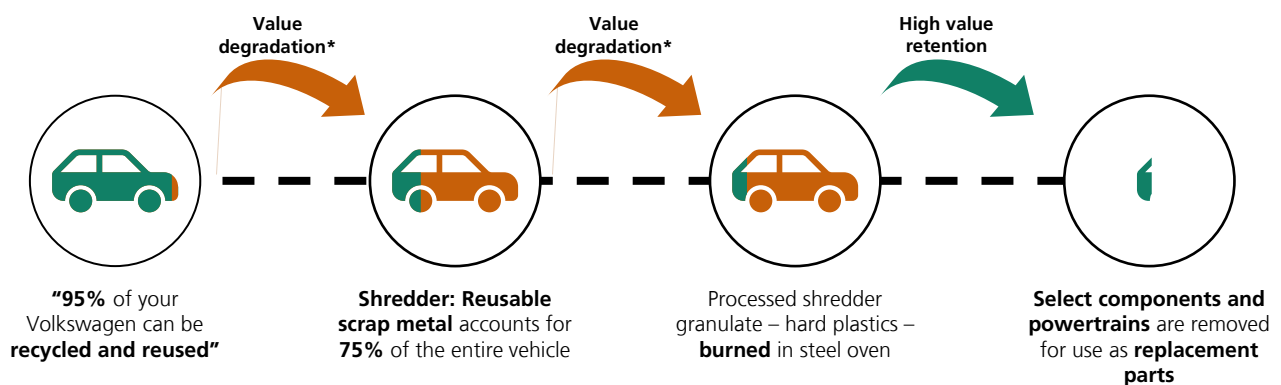 Value
degradation*
Value
degradation*
High value
retention
"95% of your
Volkswagen can be
recycled and reused"
Shredder: Reusable
scrap metal accounts for
75% of the entire vehicle
Processed shredder
granulate – hard plastics –
burned in steel oven
Select components and
powertrains are removed
for use as replacement
parts